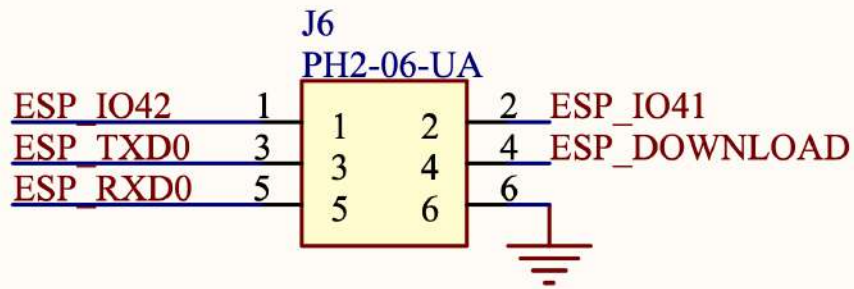 J6
PH2-06-UA
ESP_IO42 1 1 2 2 ESP_IO41
ESP_TXD0 3 3 4 4 ESP_DOWNLOAD
ESP_RXD0 5 5 6 6